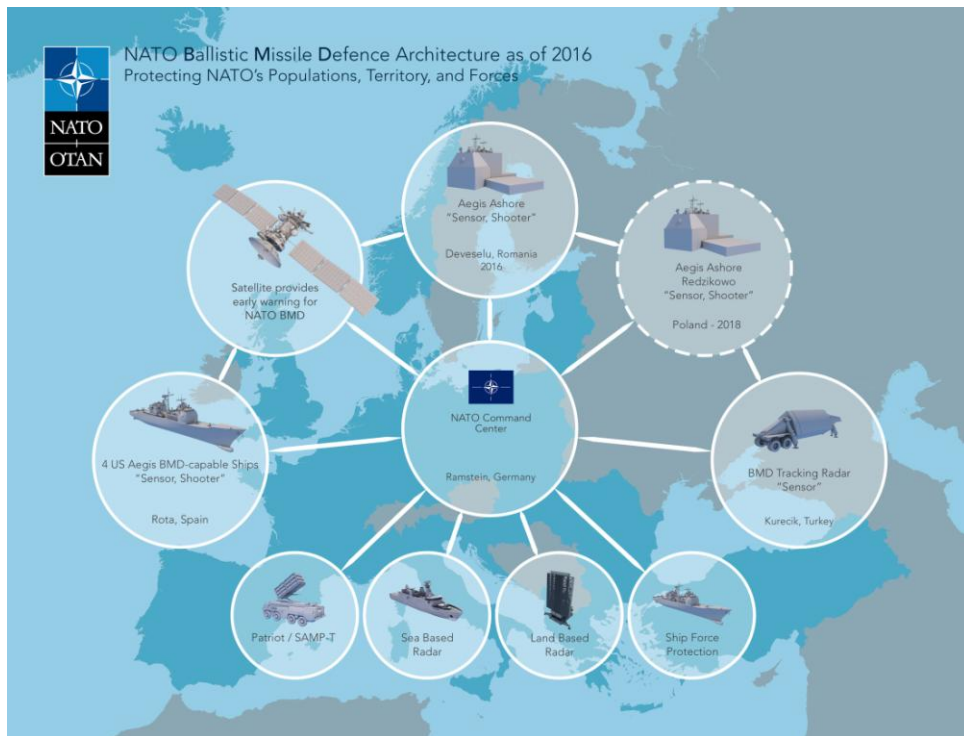 NATO Ballistic Missile Defence Architecture as of 2016
Protecting NATO's Populations, Territory, and Forces
NATO
OTAN
Aegis Ashore
"Sensor, Shooter"
Deveselu, Romania
2016
Satellite provides
early warning for
NATO BMD
Aegis Ashore
Redzikowo
"Sensor, Shooter"
Poland - 2018
4 US Aegis BMD-capable Ships
"Sensor, Shooter"
Rota, Spain
NATO Command
Center
Ramstein, Germany
BMD Tracking Radar
"Sensor"
Kurecik, Turkey
Patriot / SAMP-T
Sea Based
Radar
Land Based
Radar
Ship Force
Protection